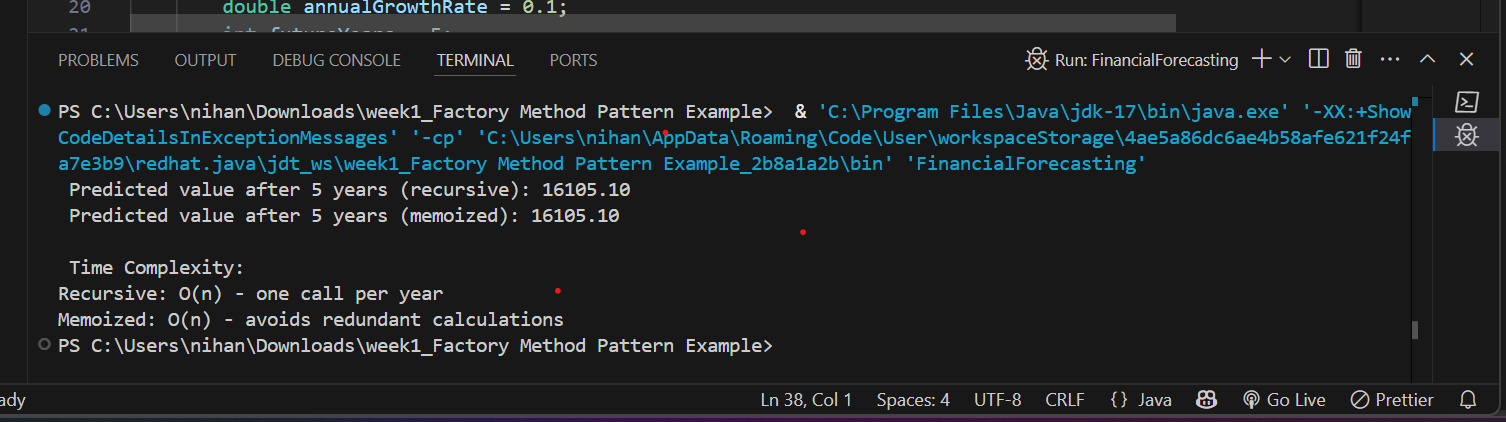 20 double annualGrowthRate = 0.1;
21 int futureYears = 5;
PROBLEMS OUTPUT DEBUG CONSOLE TERMINAL PORTS Run: FinancialForecasting
PS C:\Users\nihan\Downloads\week1_Factory Method Pattern Example> & 'C:\Program Files\Java\jdk-17\bin\java.exe' '-XX:+Show
CodeDetailsInExceptionMessages' '-cp' 'C:\Users\nihan\AppData\Roaming\Code\User\workspaceStorage\4ae5a86dc6ae4b58afe621f24f
a7e3b9\redhat.java\jdt_ws\week1_Factory Method Pattern Example_2b8a1a2b\bin' 'FinancialForecasting'
Predicted value after 5 years (recursive): 16105.10
Predicted value after 5 years (memoized): 16105.10
Time Complexity:
Recursive: O(n) - one call per year
Memoized: O(n) - avoids redundant calculations
PS C:\Users\nihan\Downloads\week1_Factory Method Pattern Example>
ady Ln 38, Col 1 Spaces: 4 UTF-8 CRLF {} Java Go Live Prettier